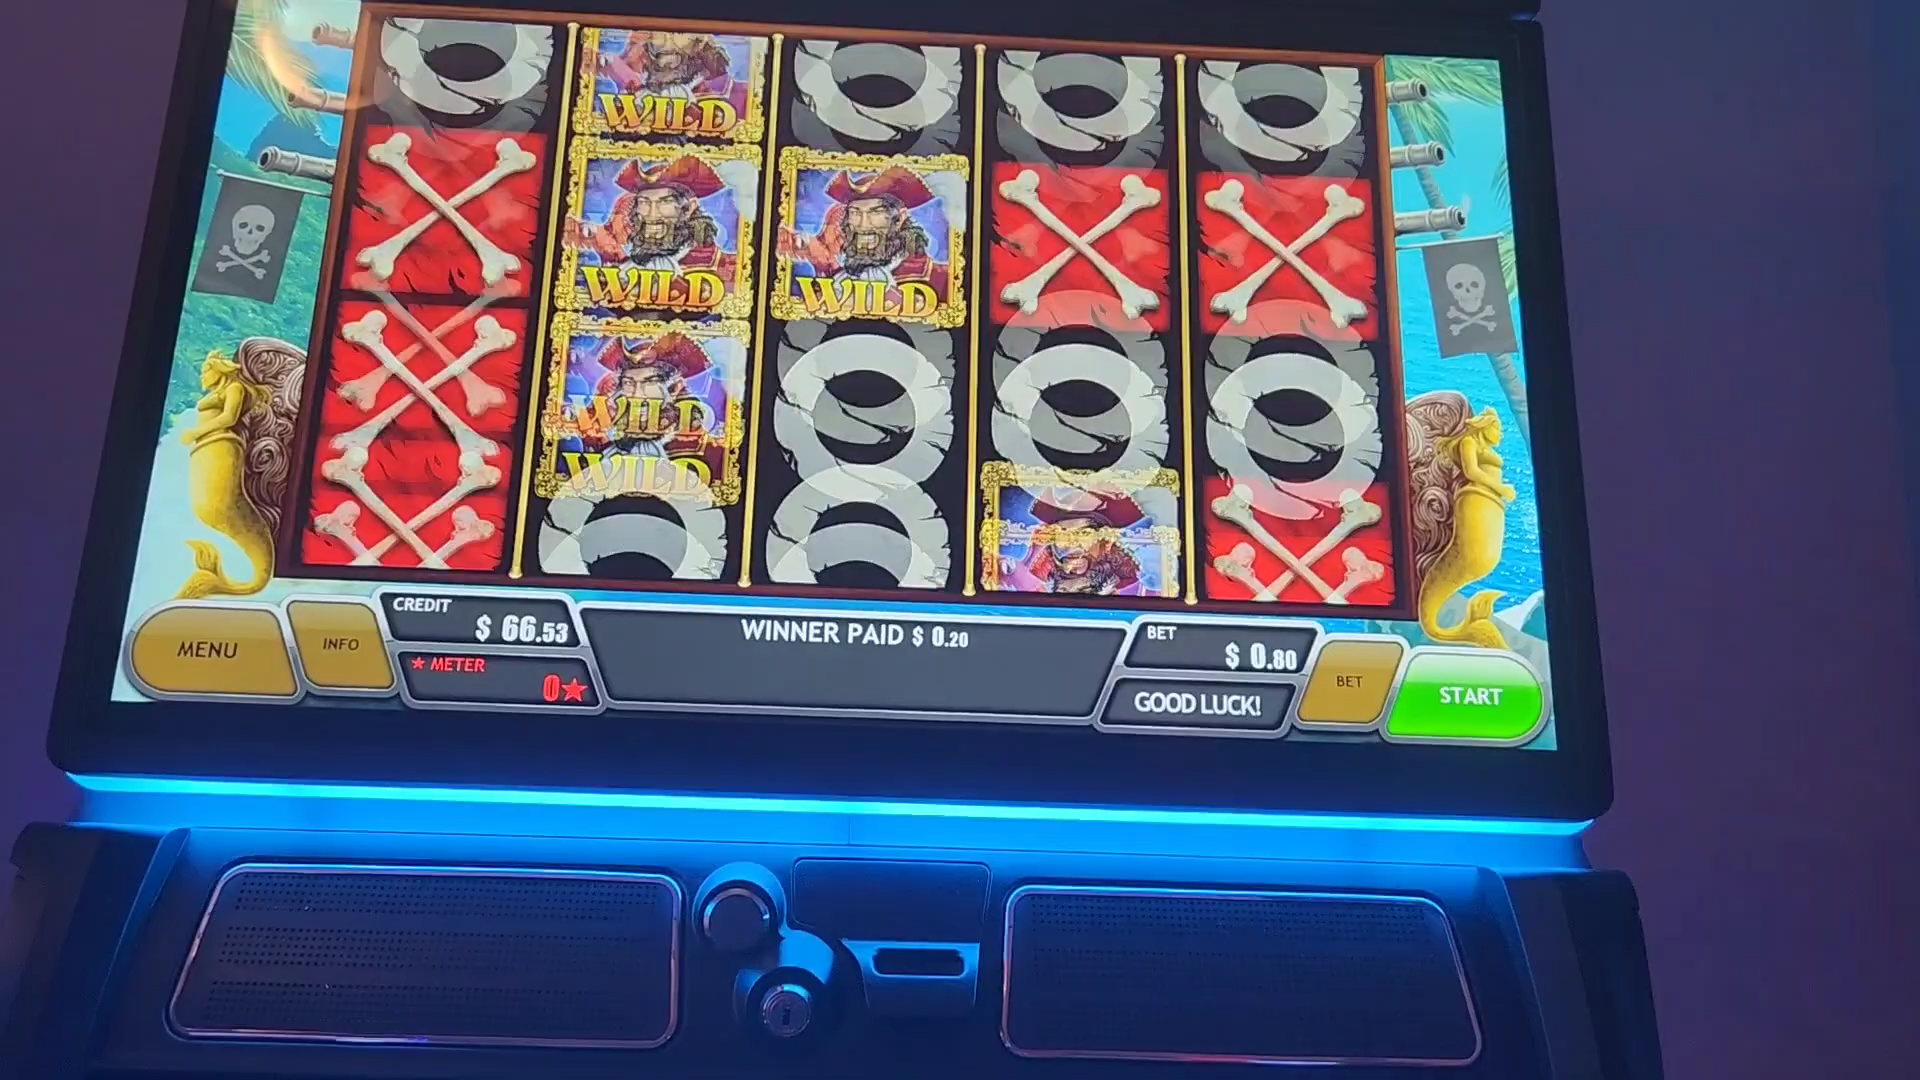 WILD
WILD
WILD
WILD
WILD
CREDIT
$ 66.53
METER
0
WINNER PAID $ 0.20
BET
$ 0.80
GOOD LUCK!
MENU
INFO
BET
START